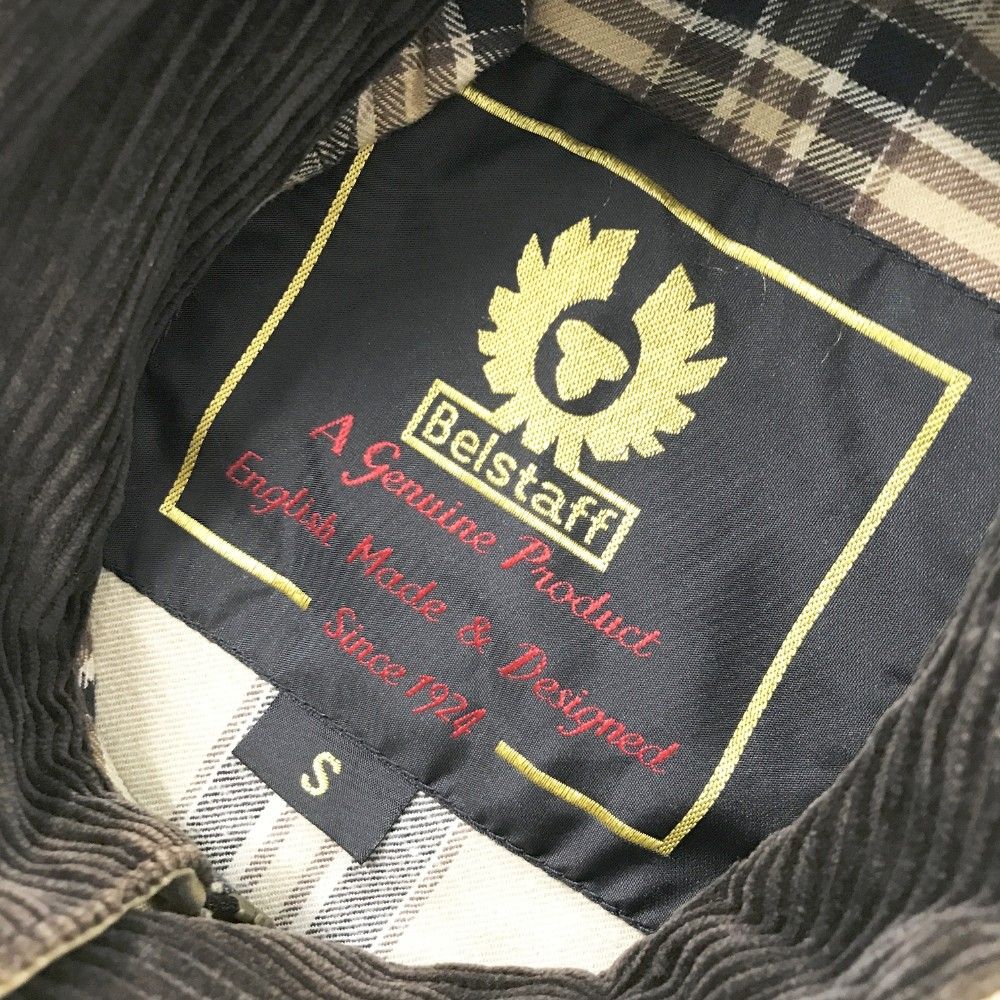 Belstaff
A Genuine Product
English Made & Designed
Since 1924
S